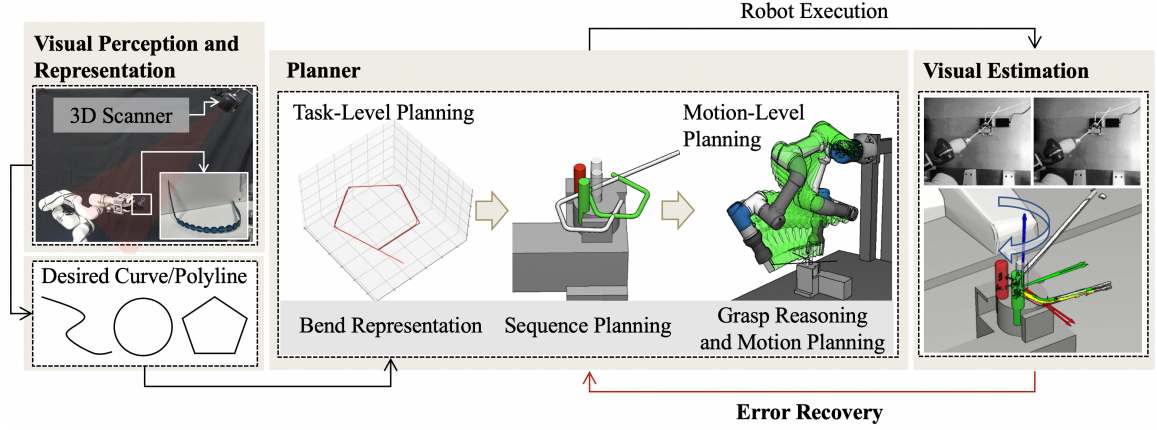 Robot Execution
Visual Perception and
Representation
3D Scanner
Desired Curve/Polyline
Planner
Task-Level Planning
Motion-Level
Planning
Bend Representation
Sequence Planning
Grasp Reasoning
and Motion Planning
Visual Estimation
Error Recovery